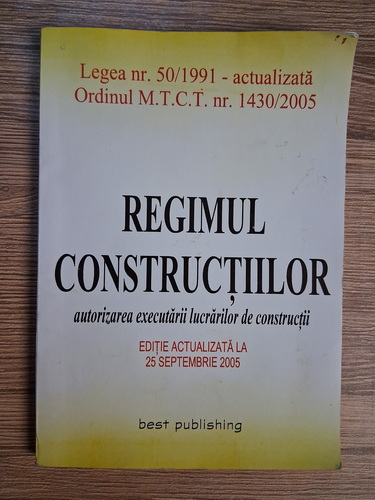 Legea nr. 50/1991 - actualizată
Ordinul M.T.C.T. nr. 1430/2005
REGIMUL
CONSTRUCȚIILOR
autorizarea executării lucrărilor de construcții
EDIȚIE ACTUALIZATĂ LA
25 SEPTEMBRIE 2005
best publishing